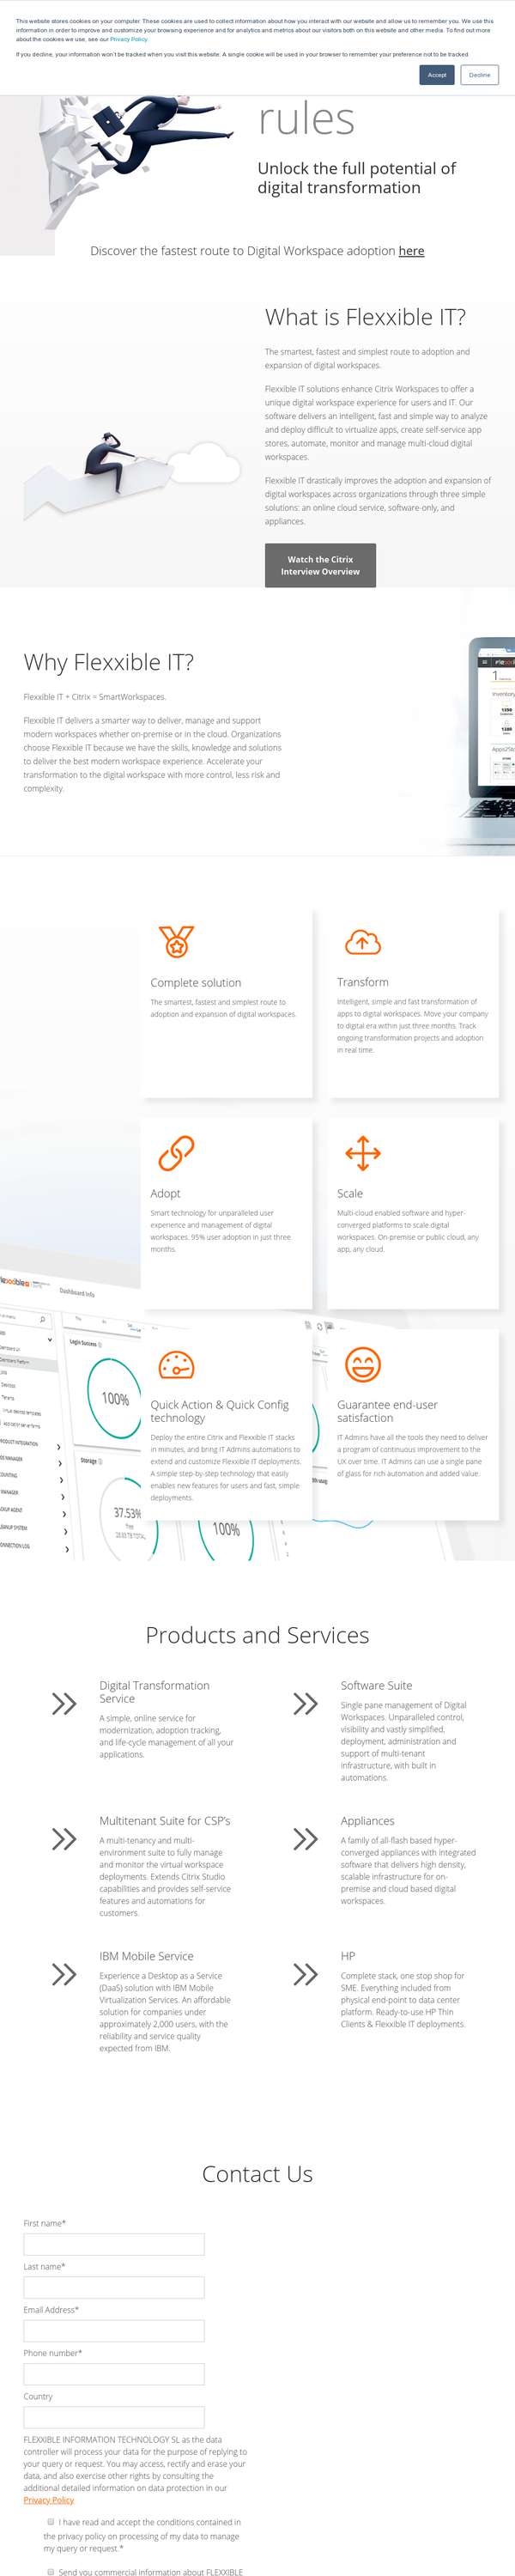 This website stores cookies on your computer. These cookies are used to collect information about how you interact with our website and allow us to remember you. We use this
information in order to improve and customize your browsing experience and for analytics and metrics about our visitors both on this website and other media. To find out more
about the cookies we use, see our Privacy Policy.
If you decline, your information won't be tracked when you visit this website. A single cookie will be used in your browser to remember your preference not to be tracked.
Accept
Decline
rules
Unlock the full potential of
digital transformation
Discover the fastest route to Digital Workspace adoption here
What is Flexxible IT?
The smartest, fastest and simplest route to adoption and
expansion of digital workspaces.
Flexxible IT solutions enhance Citrix Workspaces to offer a
unique digital workspace experience for users and IT. Our
software delivers an intelligent, fast and simple way to analyze
and deploy difficult to virtualize apps, create self-service app
stores, automate, monitor and manage multi-cloud digital
workspaces.
Flexxible IT drastically improves the adoption and expansion of
digital workspaces across organizations through three simple
solutions: an online cloud service, software-only, and
appliances.
Watch the Citrix
Interview Overview
Why Flexxible IT?
Flexxible IT + Citrix = SmartWorkspaces.
Flexxible IT delivers a smarter way to deliver, manage and support
modern workspaces whether on-premise or in the cloud. Organizations
choose Flexxible IT because we have the skills, knowledge and solutions
to deliver the best modern workspace experience. Accelerate your
transformation to the digital workspace with more control, less risk and
complexity.
Inventory
Complete solution
The smartest, fastest and simplest route to
adoption and expansion of digital workspaces.
Transform
Intelligent, simple and fast transformation of
apps to digital workspaces. Move your company
to digital era within just three months. Track
ongoing transformation projects and adoption
in real time.
Adopt
Smart technology for unparalleled user
experience and management of digital
workspaces. 95% user adoption in just three
months.
Scale
Multi-cloud enabled software and hyper-
converged platforms to scale digital
workspaces. On-premise or public cloud, any
app, any cloud.
Dashboard Info
Login Success
100%
Storage
37.53%
free
100%
Quick Action & Quick Config
technology
Deploy the entire Citrix and Flexxible IT stacks
in minutes, and bring IT Admins automations to
extend and customize Flexxible IT deployments.
A simple step-by-step technology that easily
enables new features for users and fast, simple
deployments.
Guarantee end-user
satisfaction
IT Admins have all the tools they need to deliver
a program of continuous improvement to the
UX over time. IT Admins can use a single pane
of glass for rich automation and added value.
Products and Services
Digital Transformation
Service
A simple, online service for
modernization, adoption tracking,
and life-cycle management of all your
applications.
Software Suite
Single pane management of Digital
Workspaces. Unparalleled control,
visibility and vastly simplified,
deployment, administration and
support of multi-tenant
infrastructure, with built in
automations.
Multitenant Suite for CSP's
A multi-tenancy and multi-
environment suite to fully manage
and monitor the virtual workspace
deployments. Extends Citrix Studio
capabilities and provides self-service
features and automations for
customers.
Appliances
A family of all-flash based hyper-
converged appliances with integrated
software that delivers high density,
scalable infrastructure for on-
premise and cloud based digital
workspaces.
IBM Mobile Service
Experience a Desktop as a Service
(DaaS) solution with IBM Mobile
Virtualization Services. An affordable
solution for companies under
approximately 2,000 users, with the
reliability and service quality
expected from IBM.
HP
Complete stack, one stop shop for
SME. Everything included from
physical end-point to data center
platform. Ready-to-use HP Thin
Clients & Flexxible IT deployments.
Contact Us
First name*
Last name*
Email Address*
Phone number*
Country
FLEXXIBLE INFORMATION TECHNOLOGY SL as the data
controller will process your data for the purpose of replying to
your query or request. You may access, rectify and erase your
data, and also exercise other rights by consulting the
additional detailed information on data protection in our
Privacy Policy
I have read and accept the conditions contained in
the privacy policy on processing of my data to manage
my query or request.*
Send you commercial information about FLEXXIBLE